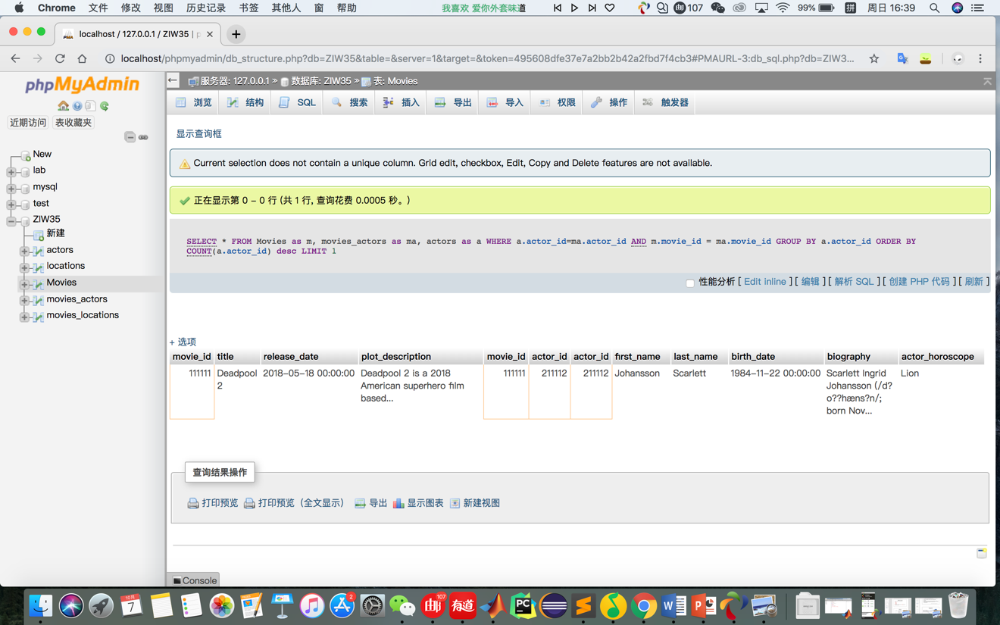 Chrome 文件 修改 视图 历史记录 书签 其他人 窗 帮助 我喜欢 爱你外套味道 107 99% 拼 周日 16:39
localhost / 127.0.0.1 / ZIW35 | p
localhost/phpmyadmin/db_structure.php?db=ZIW35&table=&server=1&target=&token=495608dfe37e7a2bb2b42a2fbd7f4cb3#PMAURL-3:db_sql.php?db=ZIW3...
phpMyAdmin
近期访问 表收藏夹
New
lab
mysql
test
ZIW35
新建
actors
locations
Movies
movies_actors
movies_locations
服务器: 127.0.0.1 » 数据库: ZIW35 » 表: Movies
浏览 结构 SQL 搜索 插入 导出 导入 权限 操作 触发器
显示查询框
Current selection does not contain a unique column. Grid edit, checkbox, Edit, Copy and Delete features are not available.
正在显示第 0 - 0 行 (共 1 行, 查询花费 0.0005 秒。)
SELECT * FROM Movies as m, movies_actors as ma, actors as a WHERE a.actor_id=ma.actor_id AND m.movie_id = ma.movie_id GROUP BY a.actor_id ORDER BY
COUNT(a.actor_id) desc LIMIT 1
性能分析 [ Edit inline ] [ 编辑 ] [ 解析 SQL ] [ 创建 PHP 代码 ] [ 刷新 ]
+ 选项
movie_id title release_date plot_description movie_id actor_id actor_id first_name last_name birth_date biography actor_horoscope
111111 Deadpool 2018-05-18 00:00:00 Deadpool 2 is a 2018 111111 211112 211112 Johansson Scarlett 1984-11-22 00:00:00 Scarlett Ingrid Lion
2 American superhero film Johansson (/d?
based... o??hæns?n/;
born Nov...
查询结果操作
打印预览 打印预览 (全文显示) 导出 显示图表 新建视图
Console
10月
7
2
107
有道
PC
W
P